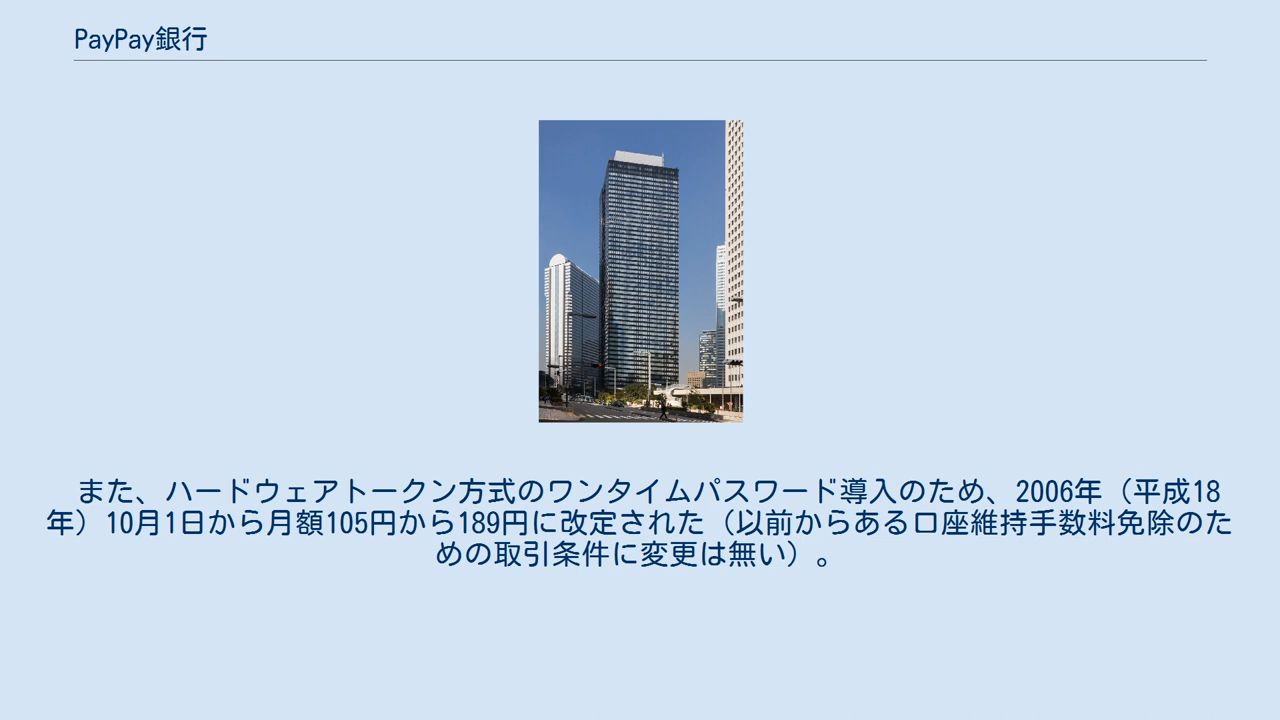 PayPay銀行
また、ハードウェアトークン方式のワンタイムパスワード導入のため、2006年（平成18
年）10月1日から月額105円から189円に改定された（以前からある口座維持手数料免除のた
めの取引条件に変更は無い）。